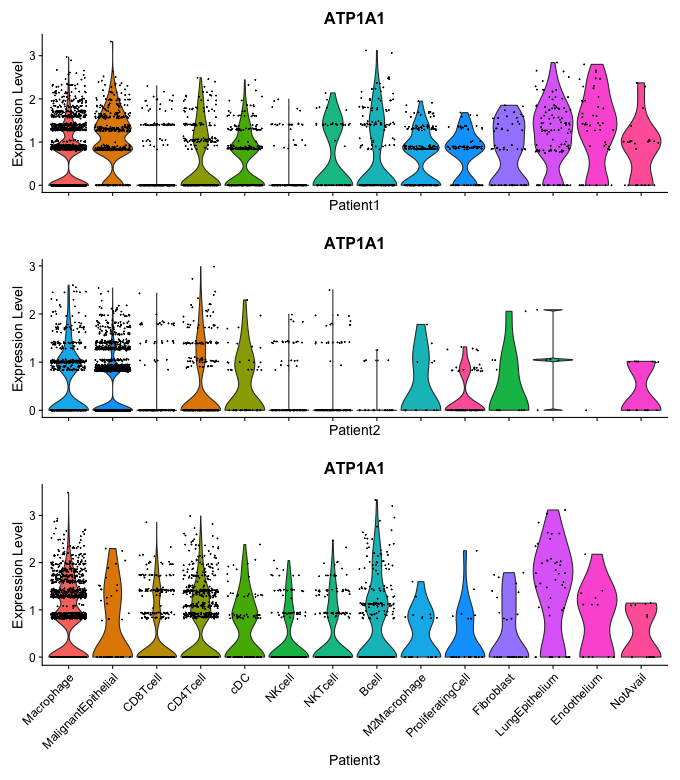 ATP1A1
Expression Level
3
2
1
0
Patient1
ATP1A1
Expression Level
3
2
1
0
Patient2
ATP1A1
Expression Level
3
2
1
0
Macrophage
MalignantEpithelial
CD8Tcell
CD4Tcell
cDC
NKcell
NKTcell
Bcell
M2Macrophage
ProliferatingCell
Fibroblast
LungEpithelium
Endothelium
NotAvail
Patient3